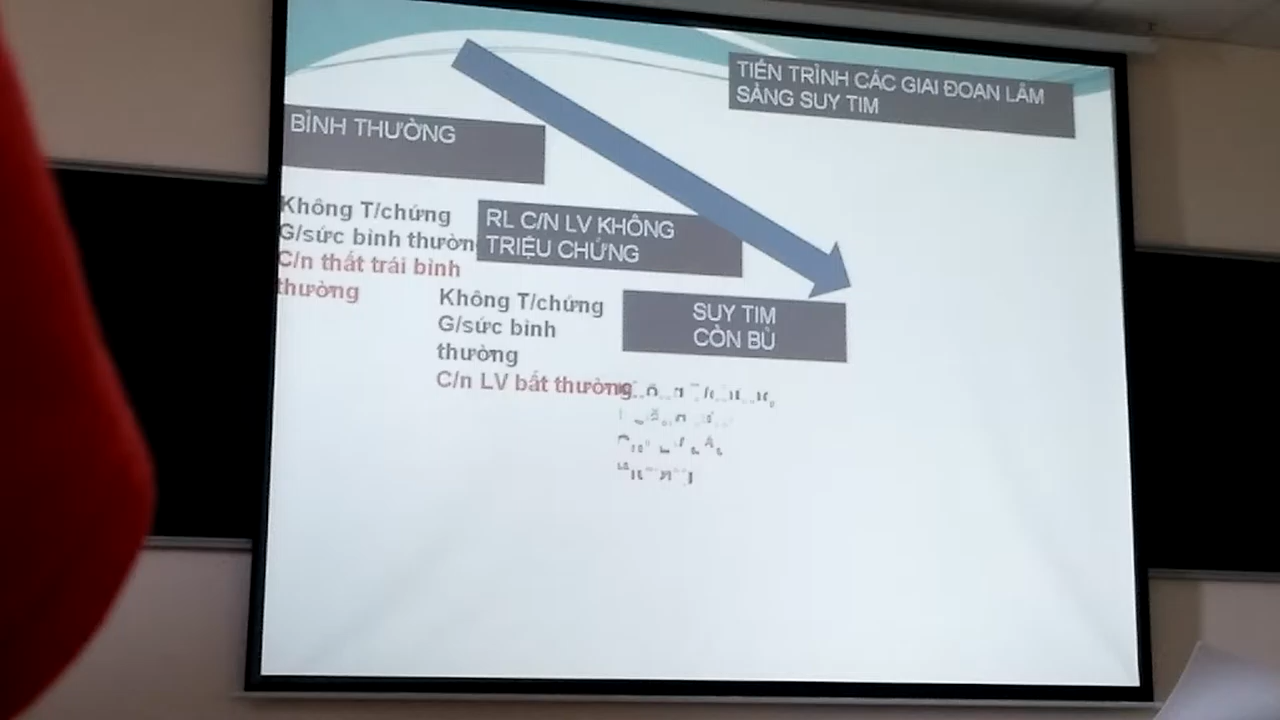 TIẾN TRÌNH CÁC GIAI ĐOẠN LÂM
SÀNG SUY TIM
BÌNH THƯỜNG
Không T/chứng
G/sức bình thườn
C/n thất trái bình
thường
RL C/N LV KHÔNG
TRIỆU CHỨNG
Không T/chứng
G/sức bình
thường
C/n LV bất thường
SUY TIM
CÒN BÙ